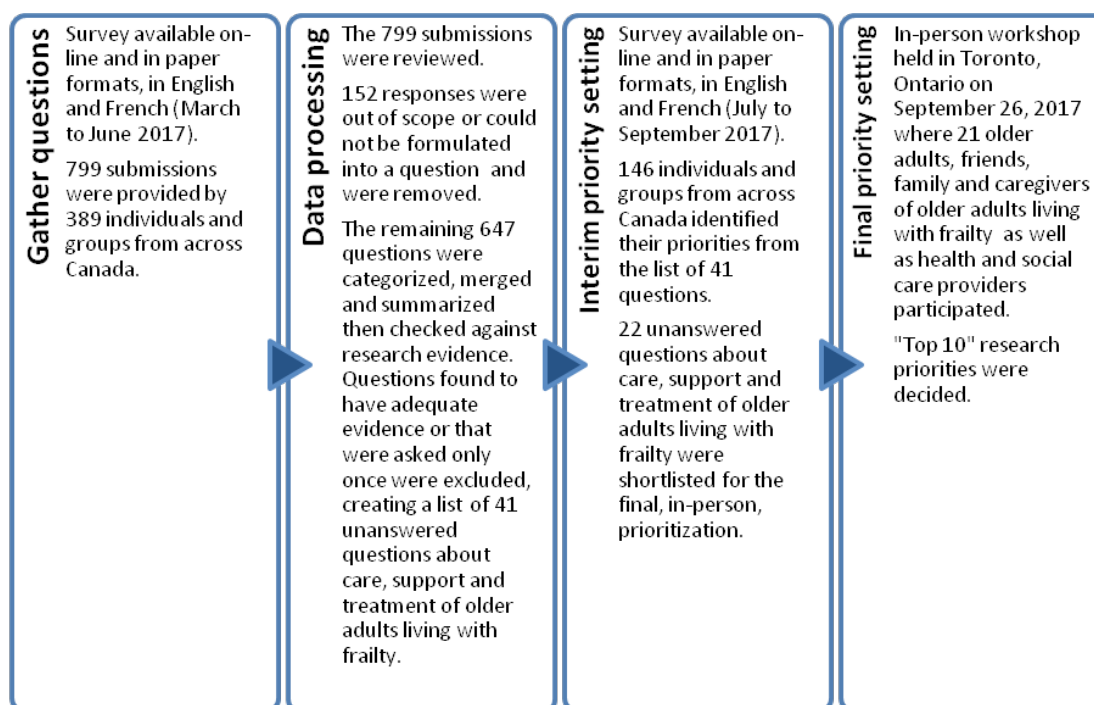 Gather questions
Survey available on-
line and in paper
formats, in English
and French (March
to June 2017).
799 submissions
were provided by
389 individuals and
groups from across
Canada.
Data processing
The 799 submissions
were reviewed.
152 responses were
out of scope or could
not be formulated
into a question and
were removed.
The remaining 647
questions were
categorized, merged
and summarized
then checked against
research evidence.
Questions found to
have adequate
evidence or that
were asked only
once were excluded,
creating a list of 41
unanswered
questions about
care, support and
treatment of older
adults living with
frailty.
Interim priority setting
Survey available on-
line and in paper
formats, in English
and French (July to
September 2017).
146 individuals and
groups from across
Canada identified
their priorities from
the list of 41
questions.
22 unanswered
questions about
care, support and
treatment of older
adults living with
frailty were
shortlisted for the
final, in-person,
prioritization.
Final priority setting
In-person workshop
held in Toronto,
Ontario on
September 26, 2017
where 21 older
adults, friends,
family and caregivers
of older adults living
with frailty as well
as health and social
care providers
participated.
"Top 10" research
priorities were
decided.